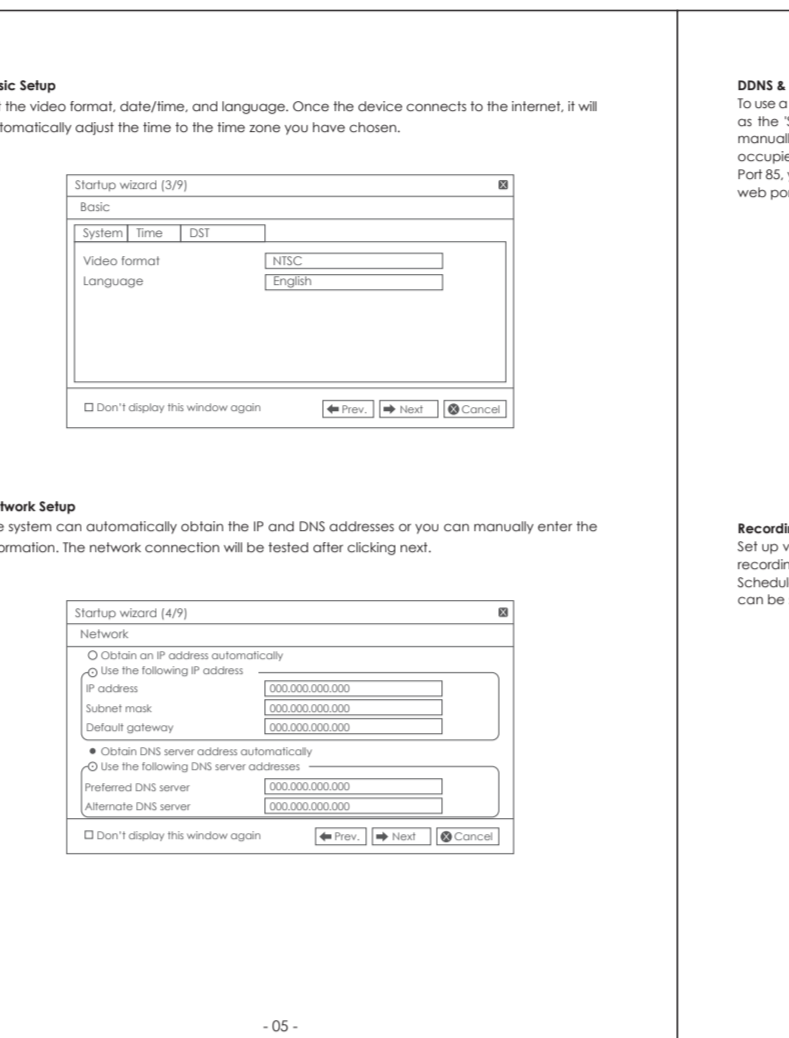 sic Setup
t the video format, date/time, and language. Once the device connects to the internet, it will
tomatically adjust the time to the time zone you have chosen.
Startup wizard (3/9)
Basic
System Time DST
Video format NTSC
Language English
Don't display this window again Prev. Next Cancel
twork Setup
e system can automatically obtain the IP and DNS addresses or you can manually enter the
ormation. The network connection will be tested after clicking next.
Startup wizard (4/9)
Network
Obtain an IP address automatically
Use the following IP address
IP address 000.000.000.000
Subnet mask 000.000.000.000
Default gateway 000.000.000.000
Obtain DNS server address automatically
Use the following DNS server addresses
Preferred DNS server 000.000.000.000
Alternate DNS server 000.000.000.000
Don't display this window again Prev. Next Cancel
- 05 -
DDNS &
To use a
as the 'S
manuall
occupie
Port 85, y
web por
Recordin
Set up v
recordin
Schedul
can be